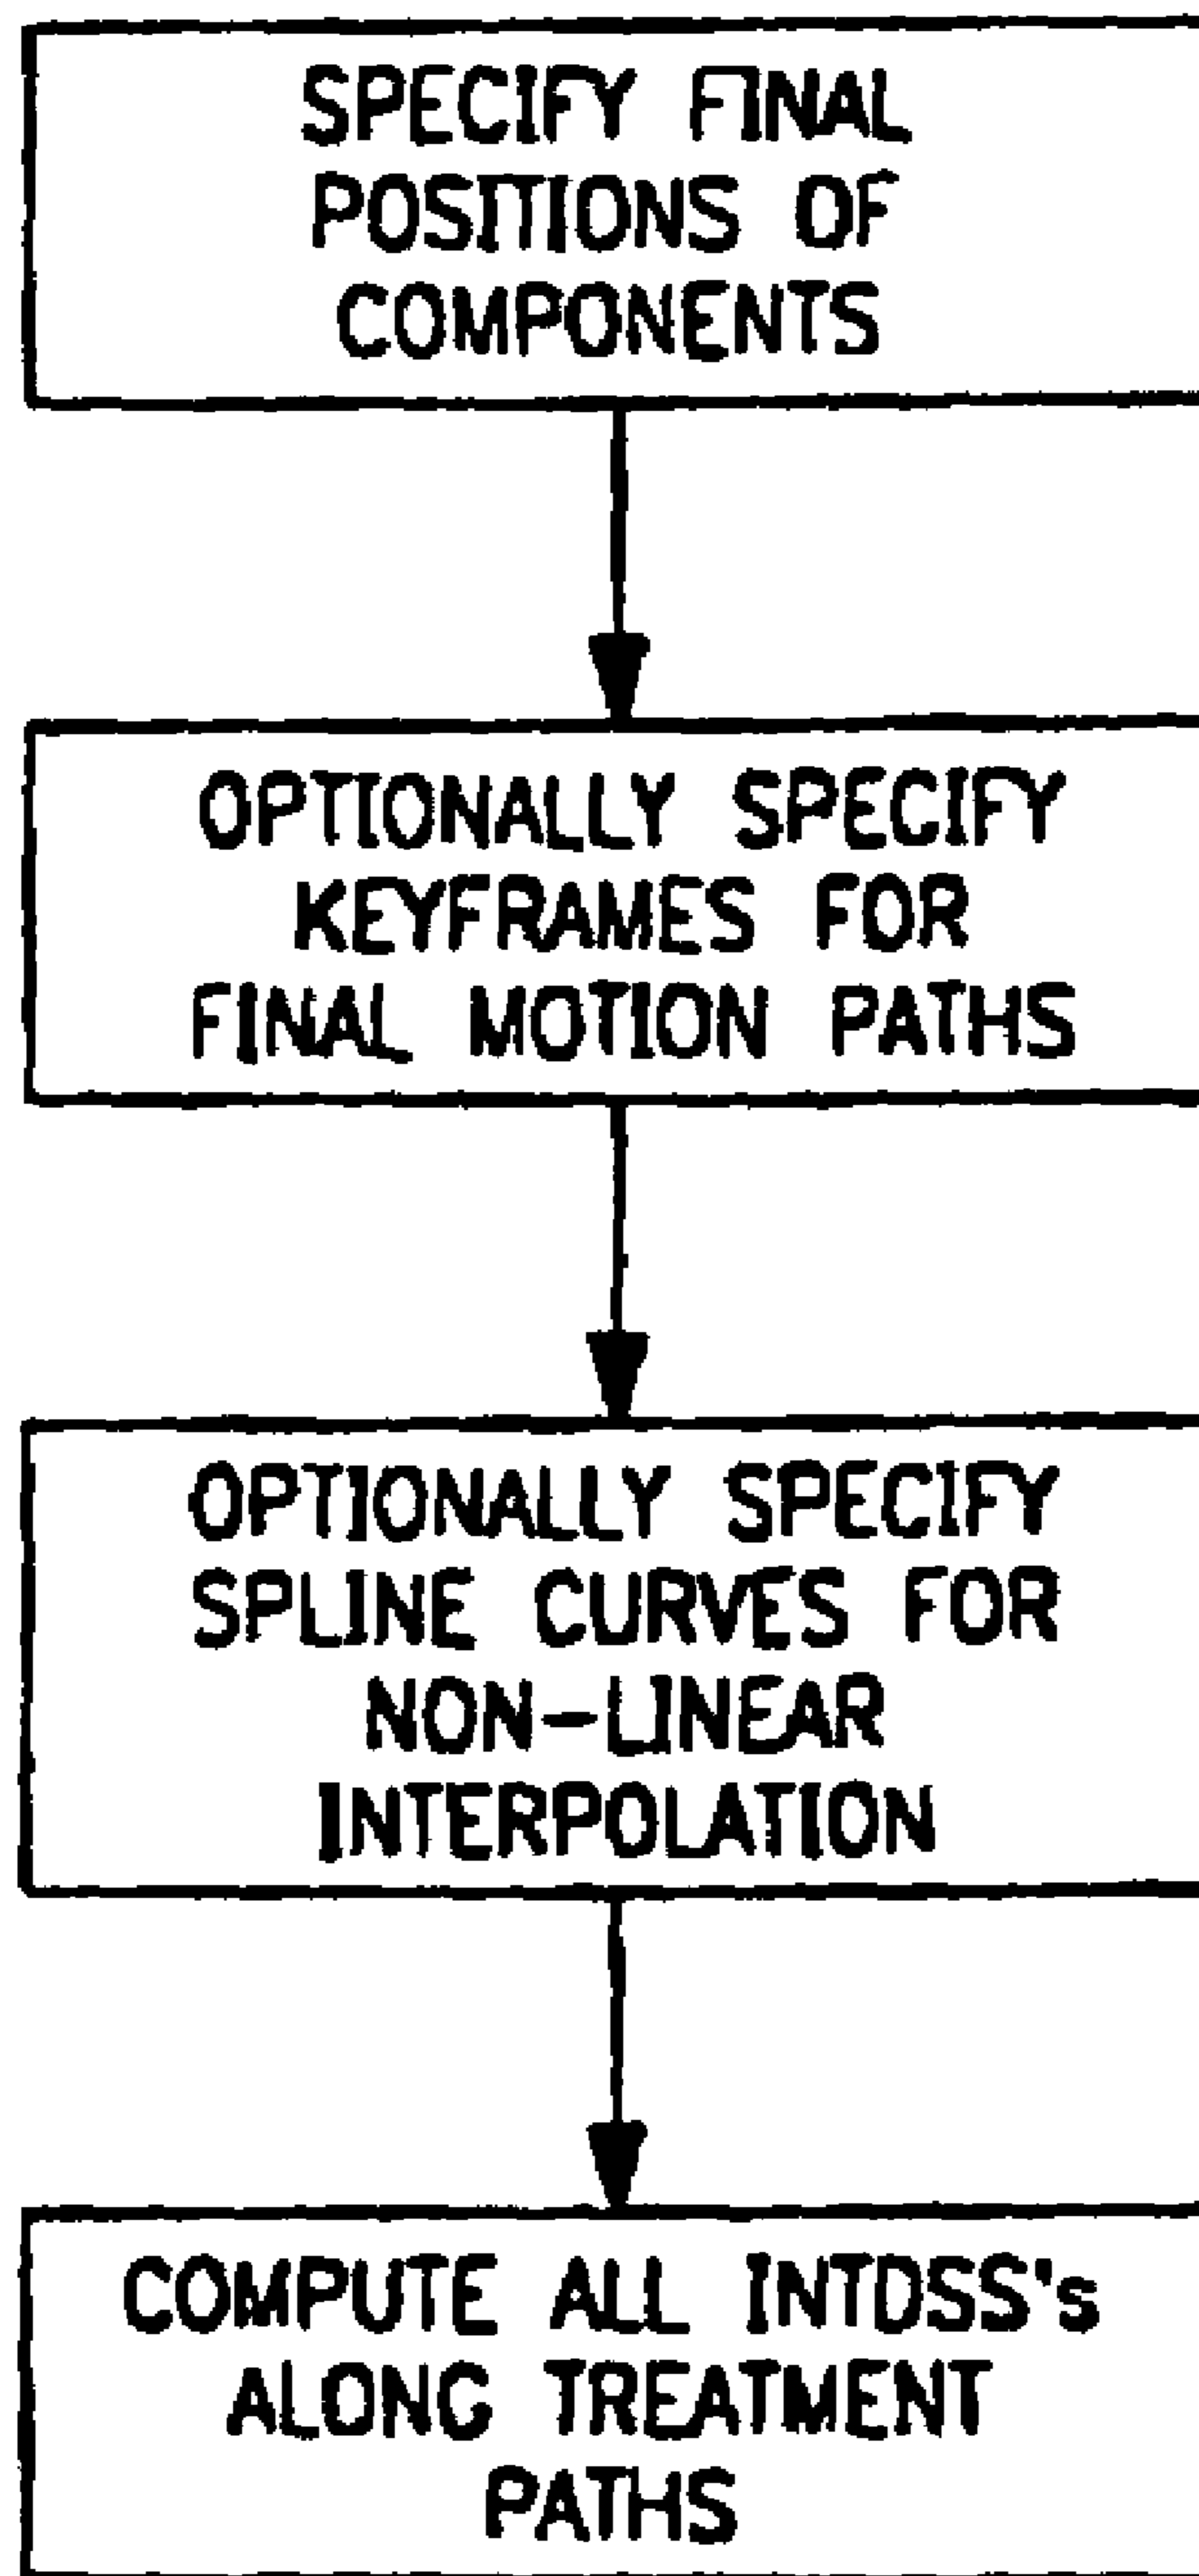 SPECIFY FINAL
POSITIONS OF
COMPONENTS
OPTIONALLY SPECIFY
KEYFRAMES FOR
FINAL MOTION PATHS
OPTIONALLY SPECIFY
SPLINE CURVES FOR
NON-LINEAR
INTERPOLATION
COMPUTE ALL INTDSS's
ALONG TREATMENT
PATHS